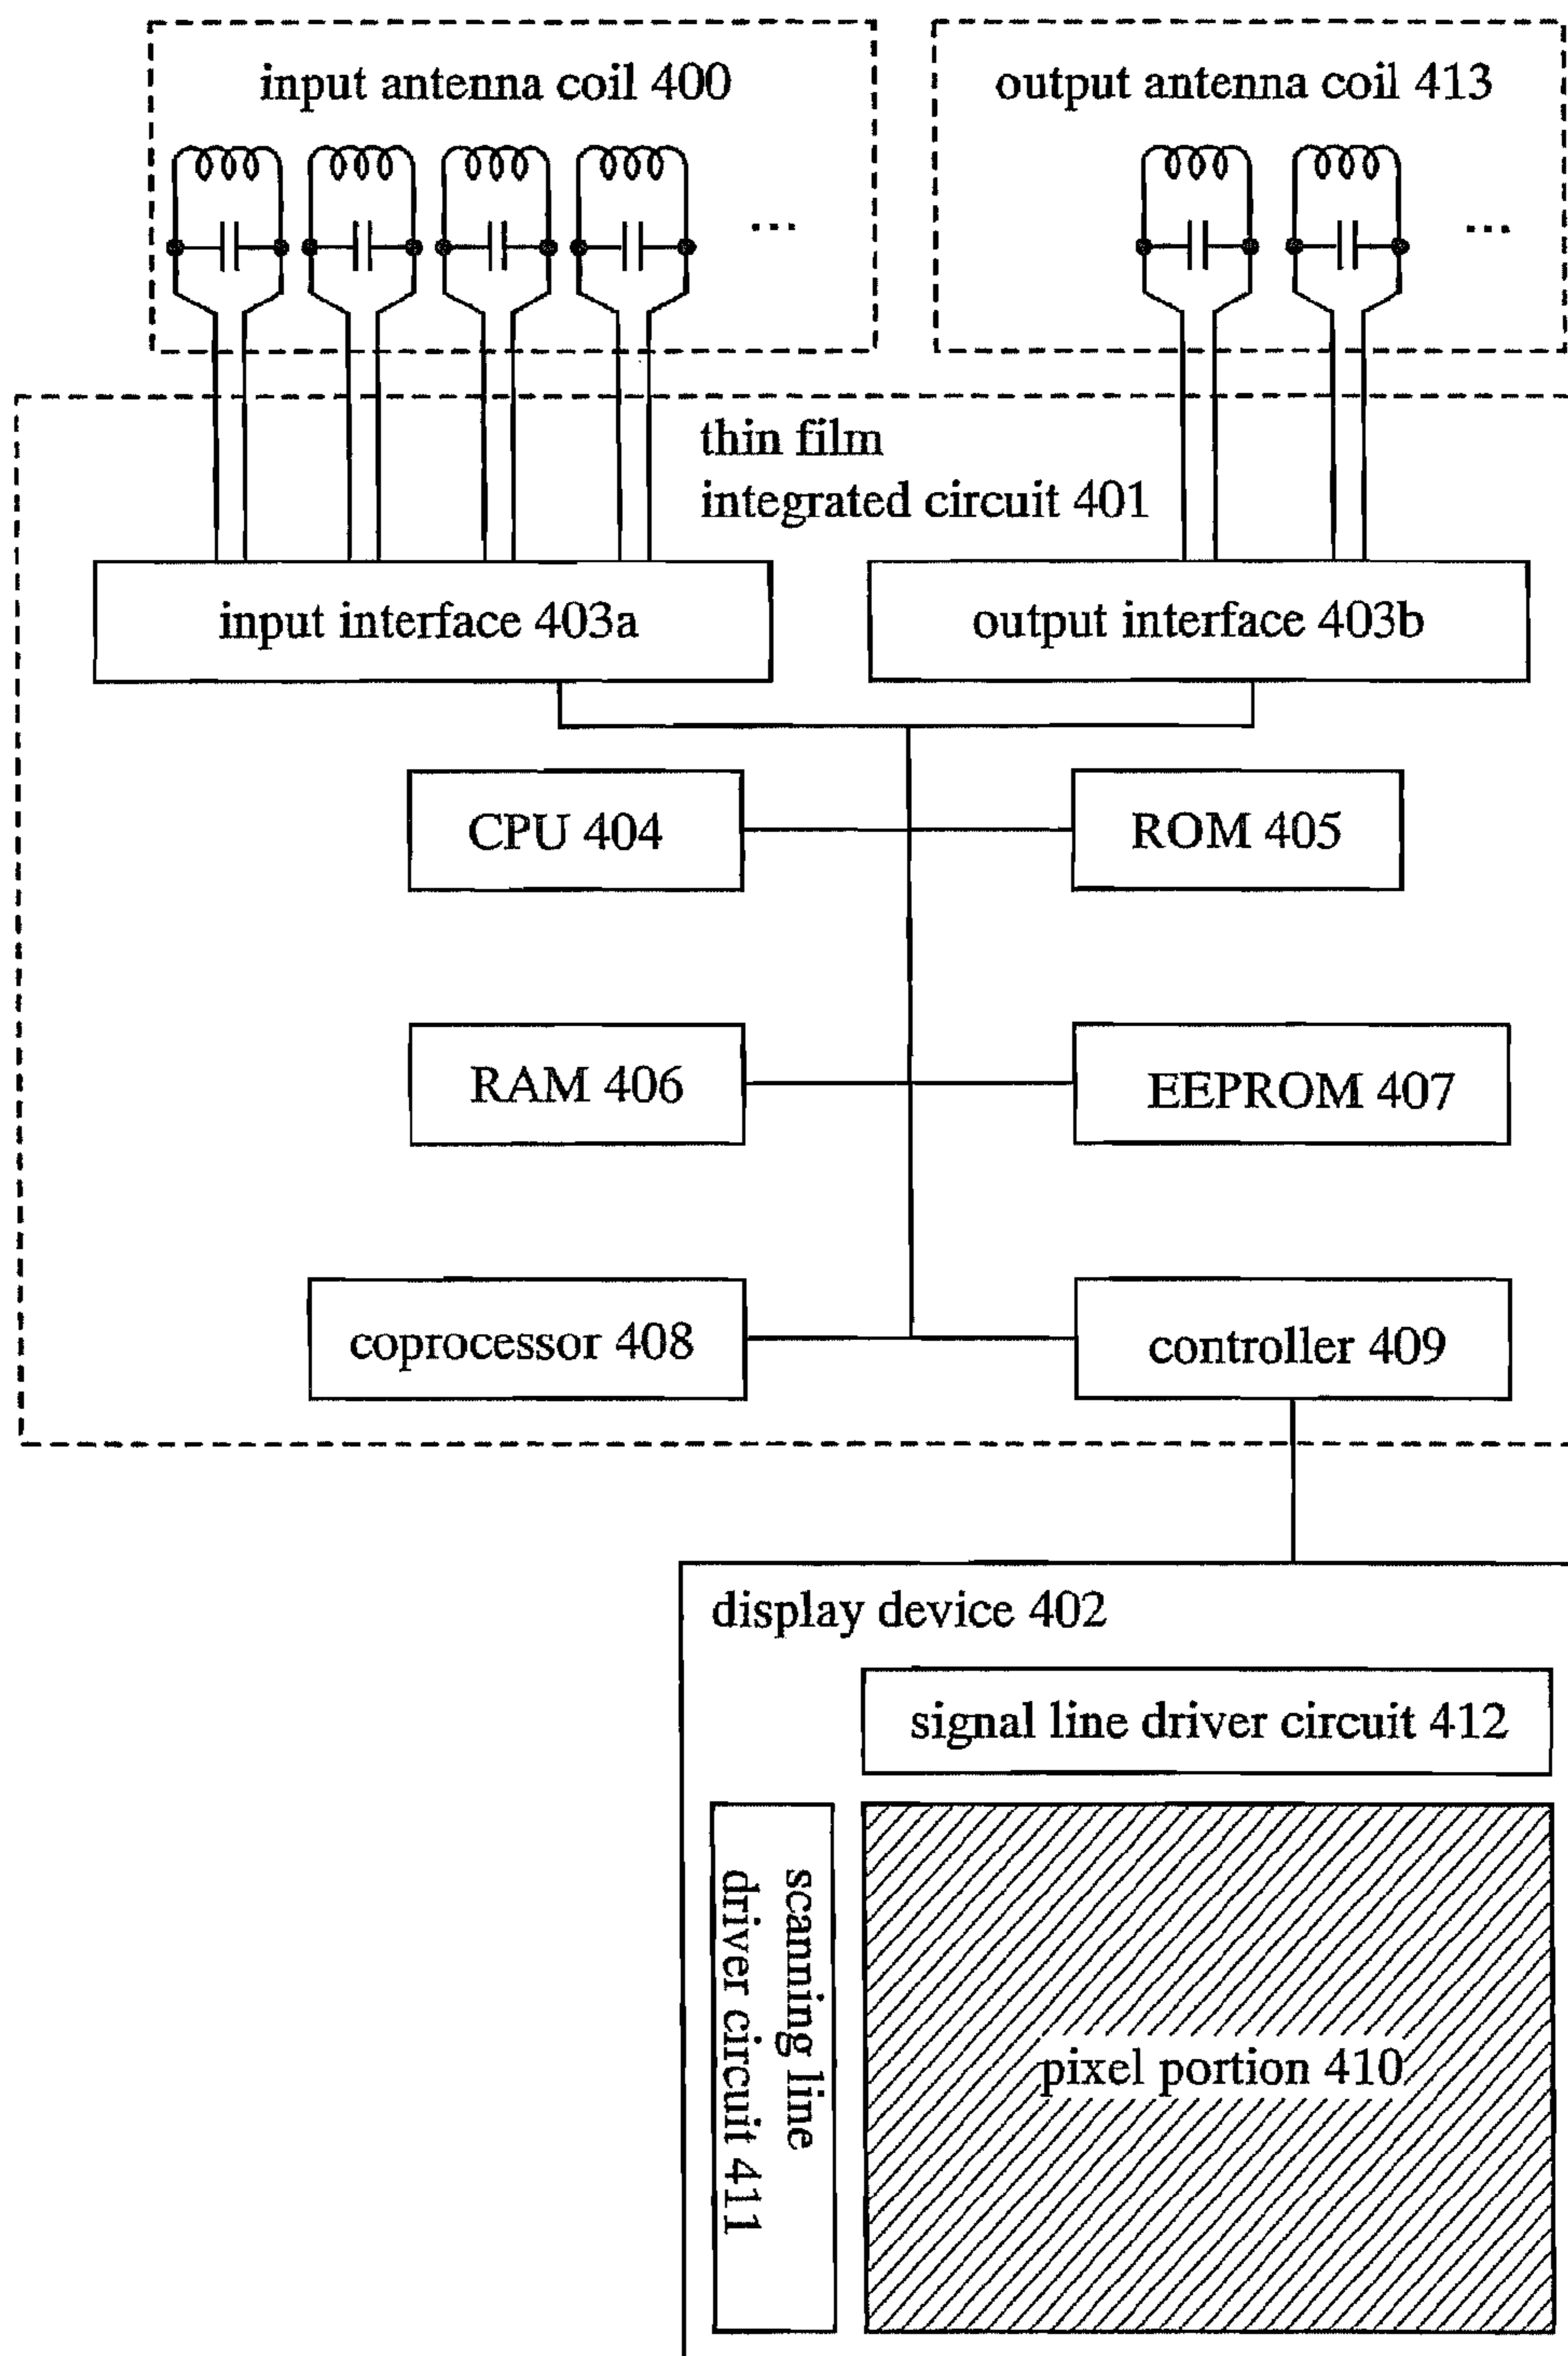 input antenna coil 400
output antenna coil 413
...
...
thin film
integrated circuit 401
input interface 403a
output interface 403b
CPU 404
ROM 405
RAM 406
EEPROM 407
coprocessor 408
controller 409
display device 402
signal line driver circuit 412
scanning line
driver circuit 411
pixel portion 410